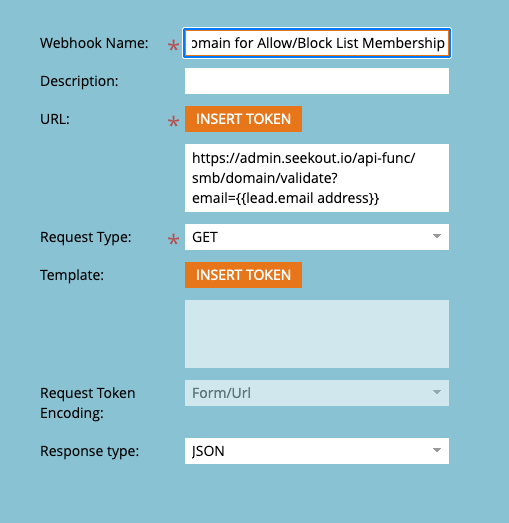 Webhook Name: * omain for Allow/Block List Membership
Description:
URL: * INSERT TOKEN
https://admin.seekout.io/api-func/
smb/domain/validate?
email={{lead.email address}}
Request Type: * GET
Template: INSERT TOKEN
Request Token Form/Url
Encoding:
Response type: JSON